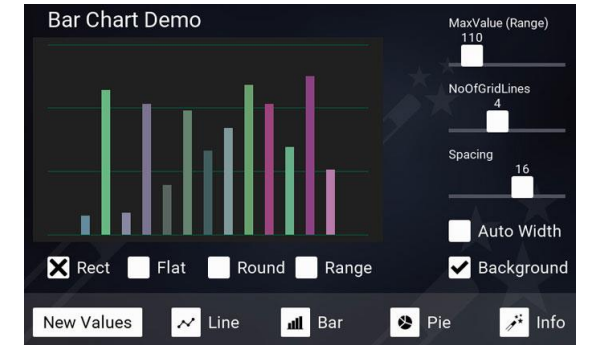 Bar Chart Demo
MaxValue (Range)
110
NoOfGridLines
4
Spacing
16
Auto Width
Rect Flat Round Range Background
New Values Line Bar Pie Info